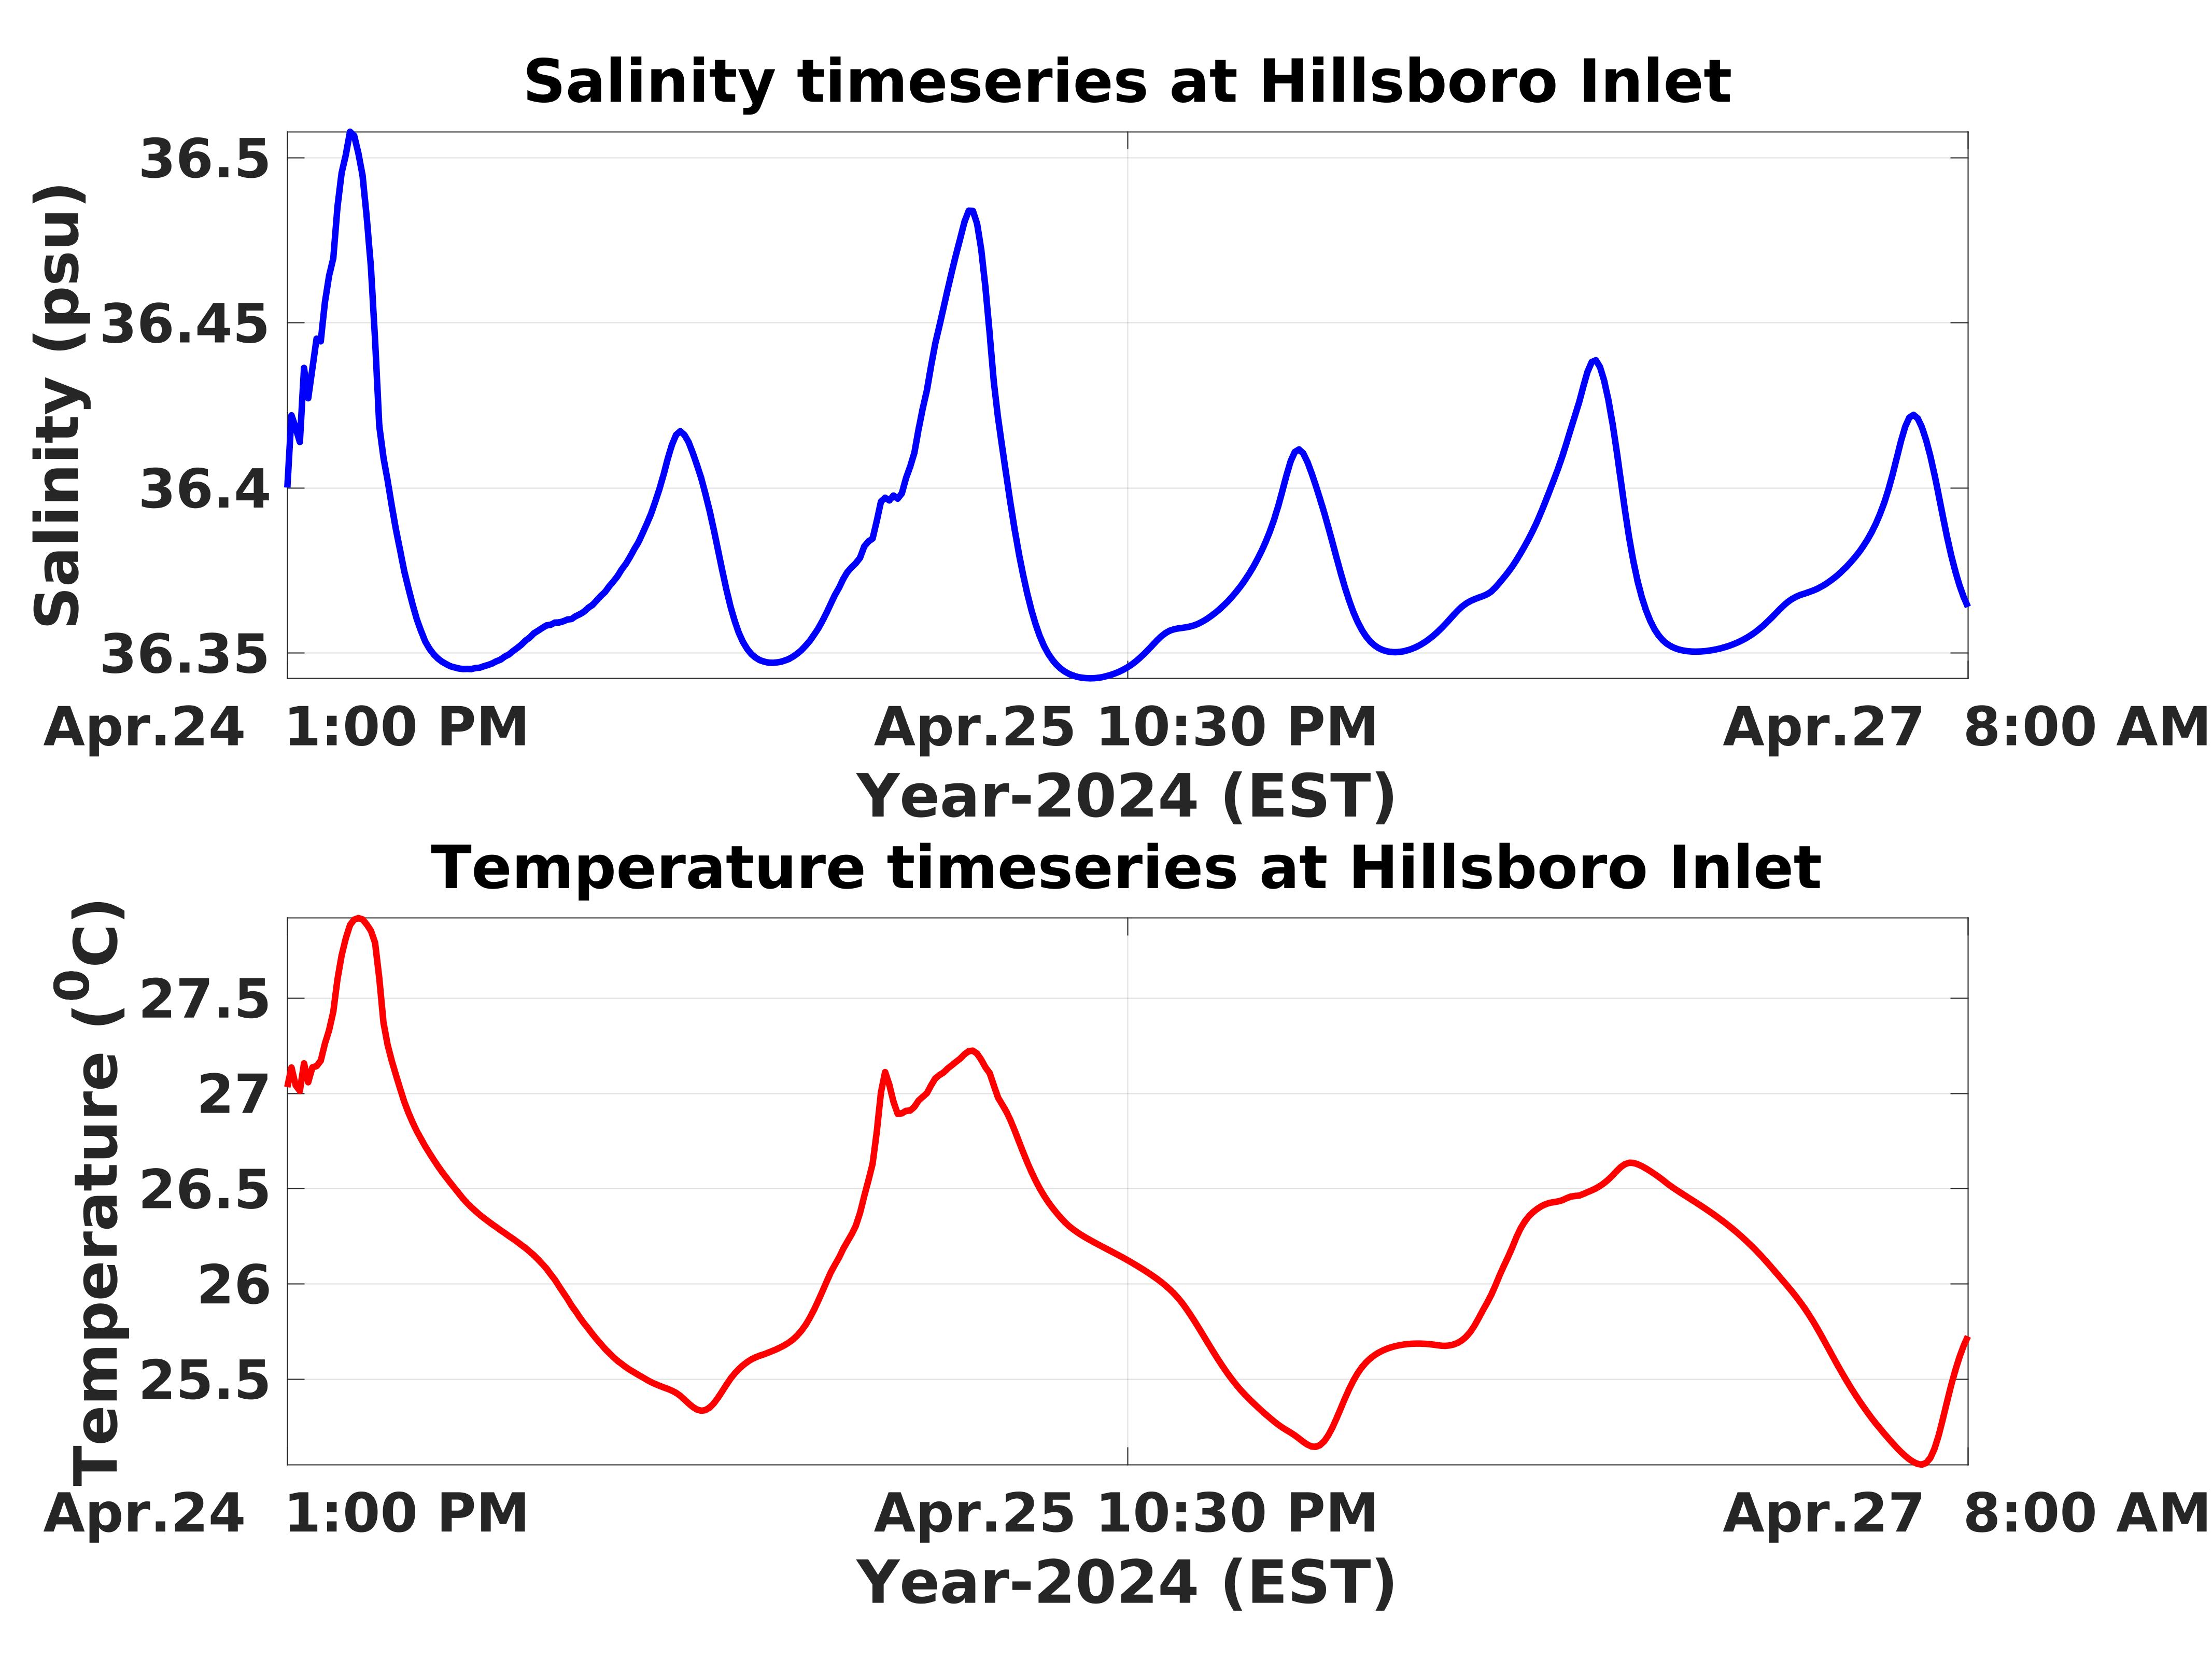 Salinity timeseries at Hillsboro Inlet
Salinity (psu)
36.5
36.45
36.4
36.35
Apr.24  1:00 PM
Apr.25 10:30 PM
Apr.27  8:00 AM
Year-2024 (EST)
Temperature timeseries at Hillsboro Inlet
Temperature (⁰C)
27.5
27
26.5
26
25.5
Apr.24  1:00 PM
Apr.25 10:30 PM
Apr.27  8:00 AM
Year-2024 (EST)